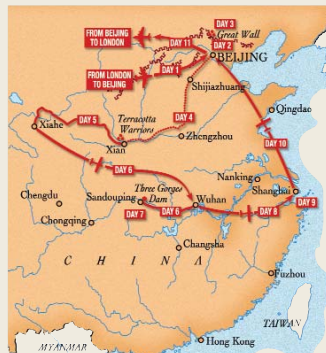 FROM BEIJING
TO LONDON
DAY 11
DAY 3
Great Wall
DAY 2
BEIJING
FROM LONDON
TO BEIJING
DAY 1
Shijiazhuang
Qingdao
Xiahe
DAY 5
Terracotta
Warriors
DAY 4
Zhengzhou
Xian
DAY 10
DAY 6
Nanking
Shanghai
Chengdu
Sandouping
Three Gorges
Dam
Wuhan
DAY 7
DAY 6
DAY 8
DAY 9
Chongqing
Changsha
CHINA
Fuzhou
TAIWAN
Hong Kong
MYANMAR